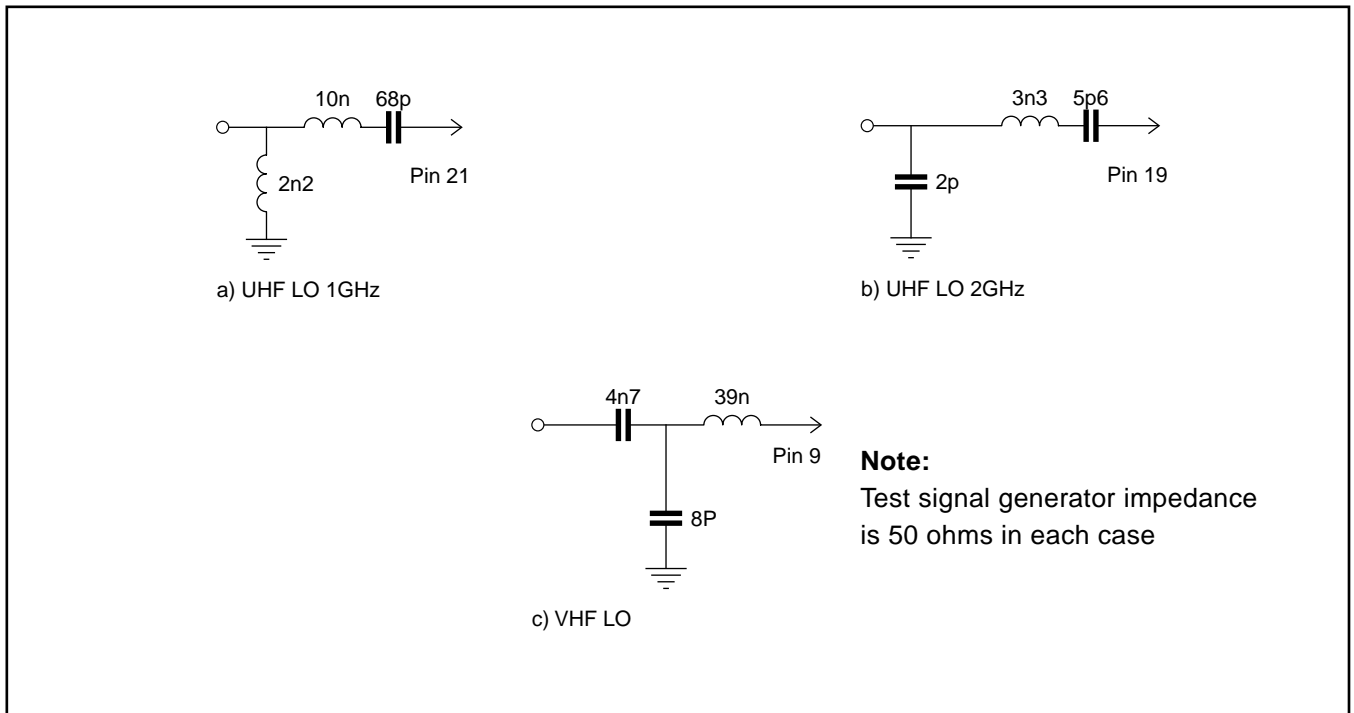 10n 68p
2n2
Pin 21
a) UHF LO 1GHz
3n3 5p6
2p
Pin 19
b) UHF LO 2GHz
4n7 39n
Pin 9
8P
c) VHF LO
Note:
Test signal generator impedance
is 50 ohms in each case